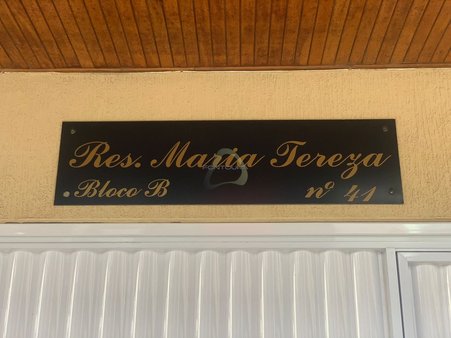 Res. Maria Tereza
Bloco B nº 41